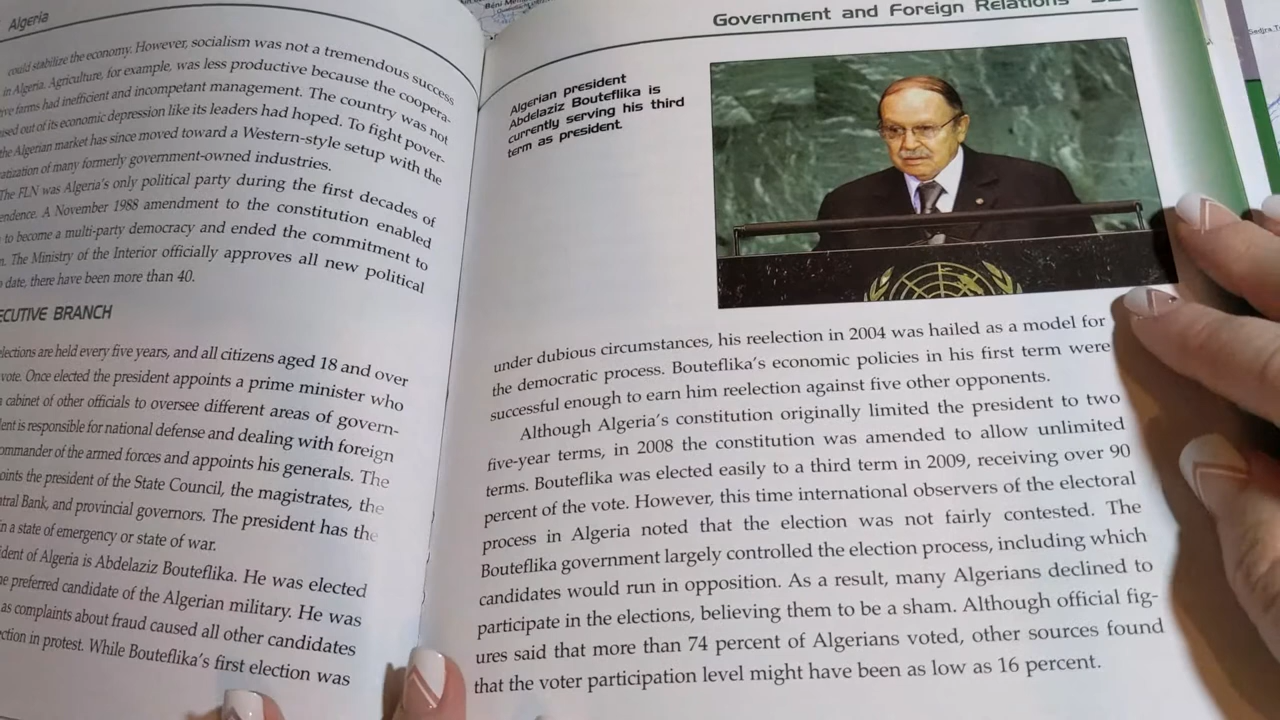 Algeria
could stabilize the economy. However, socialism was not a tremendous success
in Algeria. Agriculture, for example, was less productive because the coopera-
farms had inefficient and incompetant management. The country was not
out of its economic depression like its leaders had hoped. To fight pover-
the Algerian market has since moved toward a Western-style setup with the
of many formerly government-owned industries.
The FLN was Algeria's only political party during the first decades of
A November 1988 amendment to the constitution enabled
to become a multi-party democracy and ended the commitment to
The Ministry of the Interior officially approves all new political
date, there have been more than 40.
BRANCH
are held every five years, and all citizens aged 18 and over
vote. Once elected the president appoints a prime minister who
cabinet of other officials to oversee different areas of govern-
is responsible for national defense and dealing with foreign
of the armed forces and appoints his generals. The
the president of the State Council, the magistrates, the
Bank, and provincial governors. The president has the
in a state of emergency or state of war.
of Algeria is Abdelaziz Bouteflika. He was elected
preferred candidate of the Algerian military. He was
as complaints about fraud caused all other candidates
in protest. While Bouteflika's first election was
Government and Foreign Relations
Algerian president
Abdelaziz Bouteflika is
currently serving his third
term as president.
under dubious circumstances, his reelection in 2004 was hailed as a model for
the democratic process. Bouteflika's economic policies in his first term were
successful enough to earn him reelection against five other opponents.
Although Algeria's constitution originally limited the president to two
five-year terms, in 2008 the constitution was amended to allow unlimited
terms. Bouteflika was elected easily to a third term in 2009, receiving over 90
percent of the vote. However, this time international observers of the electoral
process in Algeria noted that the election was not fairly contested. The
Bouteflika government largely controlled the election process, including which
candidates would run in opposition. As a result, many Algerians declined to
participate in the elections, believing them to be a sham. Although official fig-
ures said that more than 74 percent of Algerians voted, other sources found
that the voter participation level might have been as low as 16 percent.